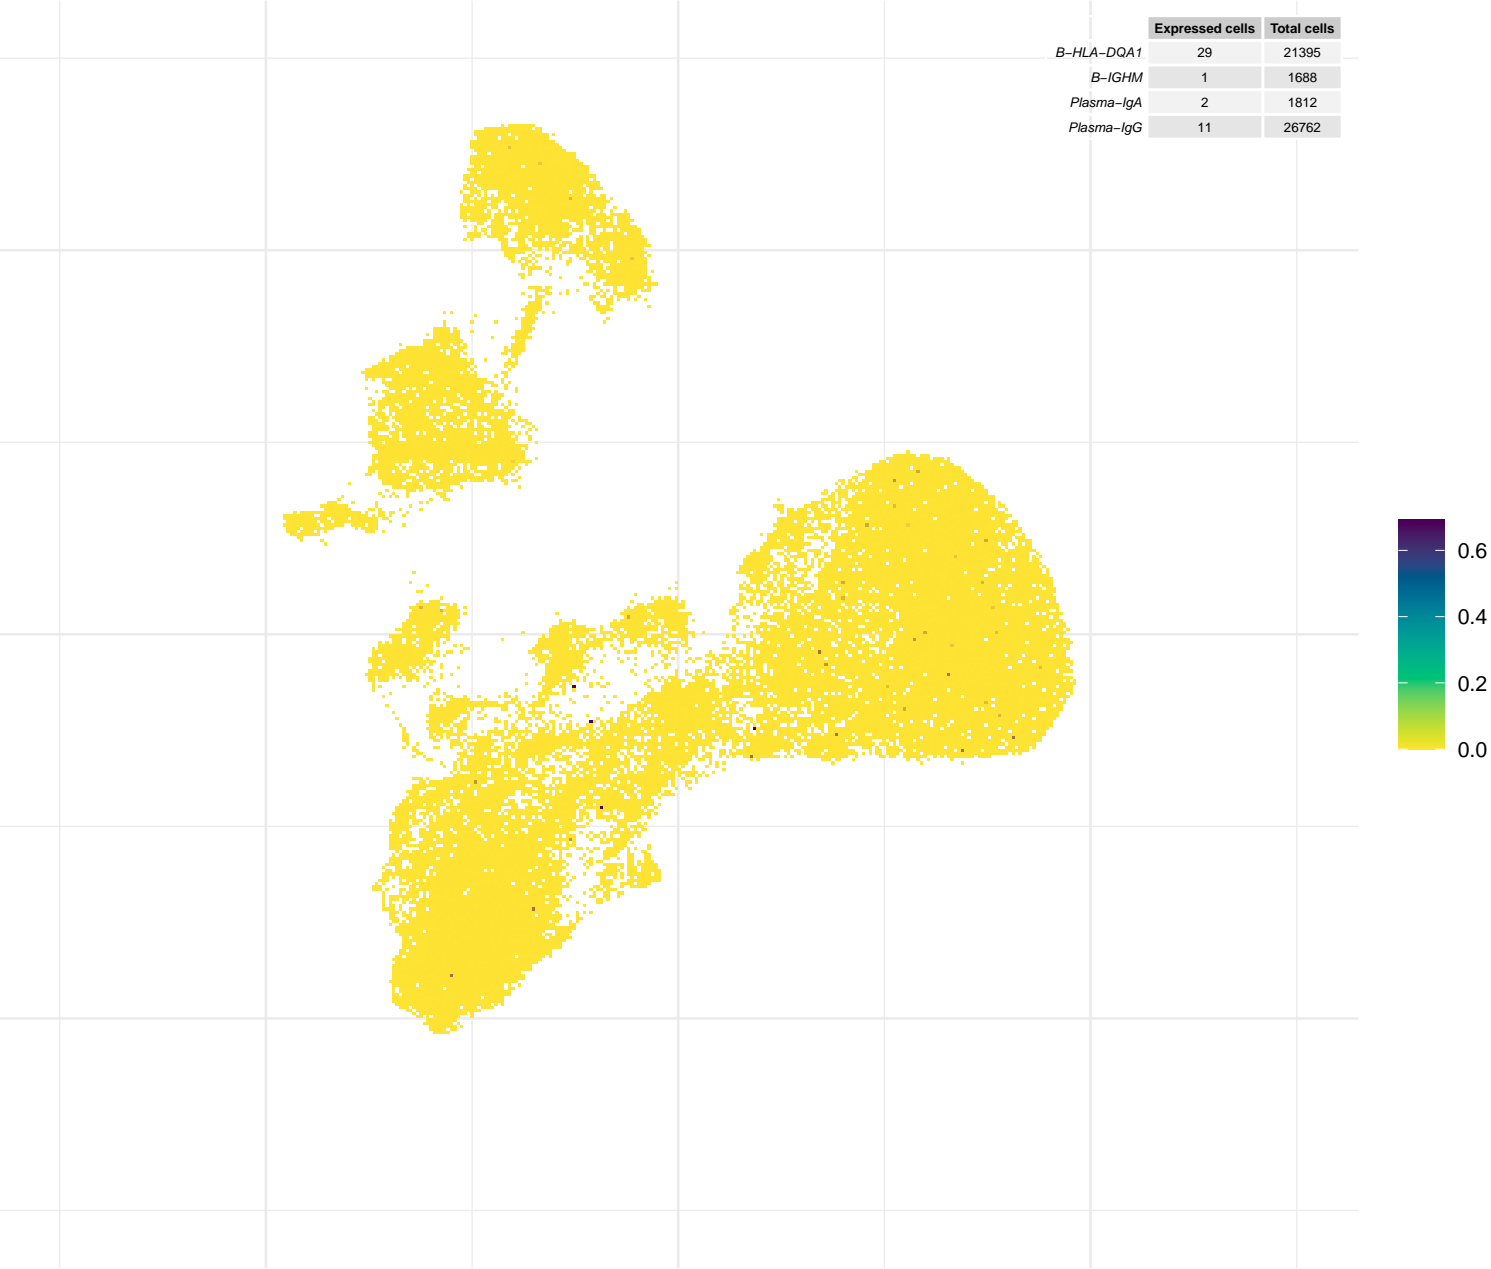 Expressed cells Total cells
B−HLA−DQA1 29 21395
B−IGHM 1 1688
Plasma−IgA 2 1812
Plasma−IgG 11 26762
0.6
0.4
0.2
0.0